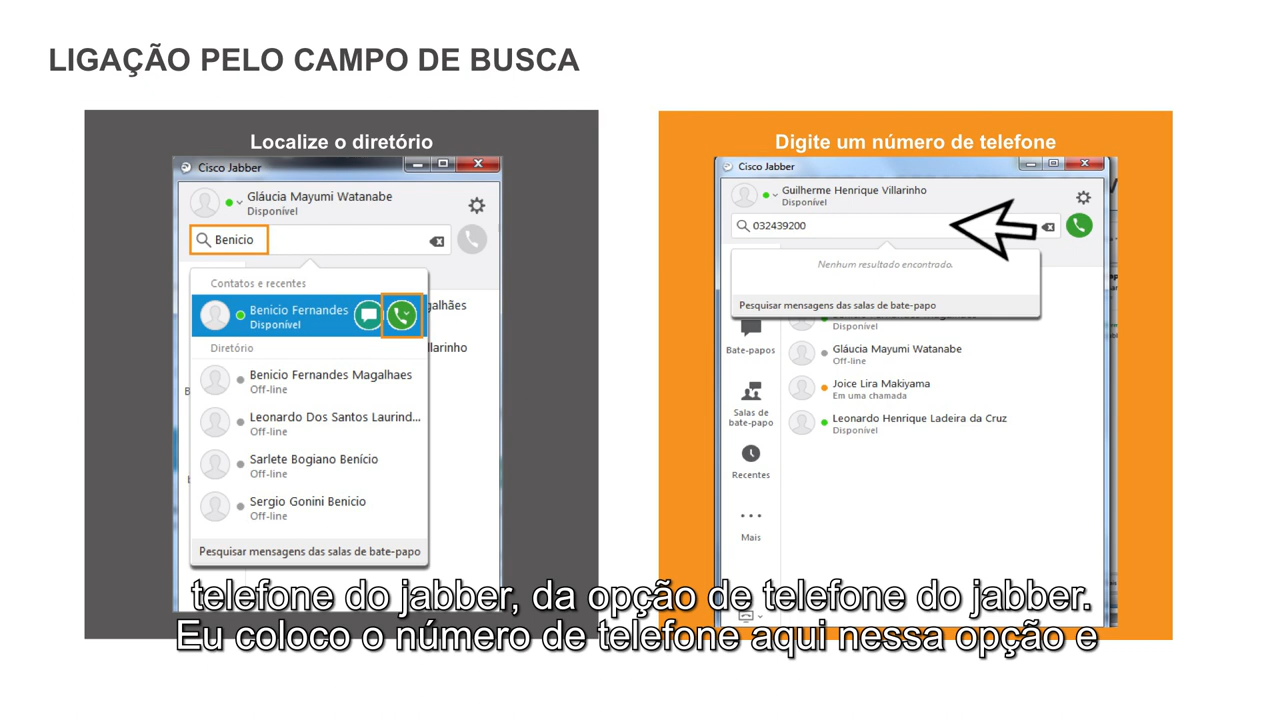 LIGAÇÃO PELO CAMPO DE BUSCA
Localize o diretório
Cisco Jabber
Gláucia Mayumi Watanabe
Disponível
Benicio
Contatos e recentes
Benicio Fernandes
Disponível
galhães
llarinho
Diretório
Benicio Fernandes Magalhaes
Off-line
Leonardo Dos Santos Laurind...
Off-line
Sarlete Bogiano Benício
Off-line
Sergio Gonini Benicio
Off-line
Pesquisar mensagens das salas de bate-papo
Digite um número de telefone
Cisco Jabber
Guilherme Henrique Villarinho
Disponível
032439200
Nenhum resultado encontrado.
Pesquisar mensagens das salas de bate-papo
Disponível
Bate-papos
Gláucia Mayumi Watanabe
Off-line
Joice Lira Makiyama
Em uma chamada
Salas de
bate-papo
Leonardo Henrique Ladeira da Cruz
Disponível
Recentes
Mais
telefone do jabber, da opção de telefone do jabber.
Eu coloco o número de telefone aqui nessa opção e